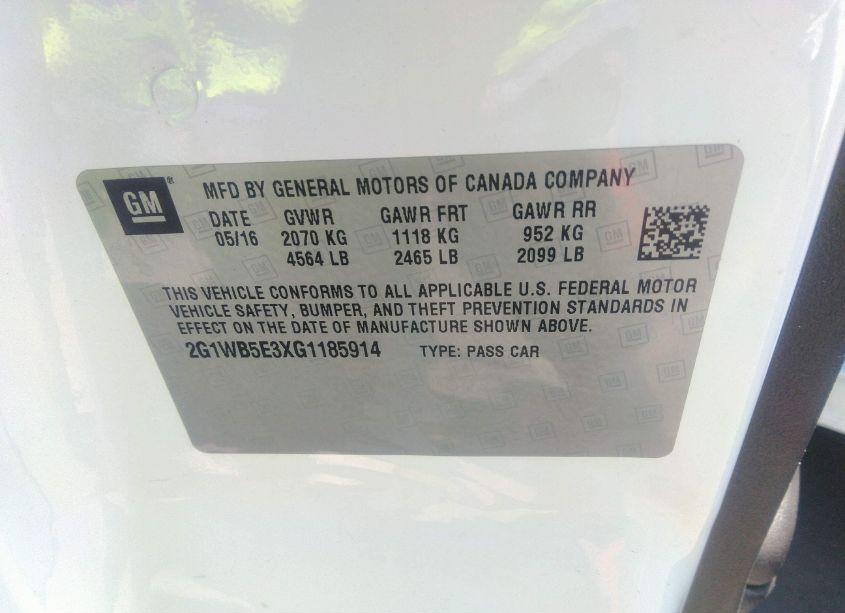 GM
MFD BY GENERAL MOTORS OF CANADA COMPANY
DATE GVWR GAWR FRT GAWR RR
05/16 2070 KG 1118 KG 952 KG
4564 LB 2465 LB 2099 LB
THIS VEHICLE CONFORMS TO ALL APPLICABLE U.S. FEDERAL MOTOR
VEHICLE SAFETY, BUMPER, AND THEFT PREVENTION STANDARDS IN
EFFECT ON THE DATE OF MANUFACTURE SHOWN ABOVE.
2G1WB5E3XG1185914 TYPE: PASS CAR